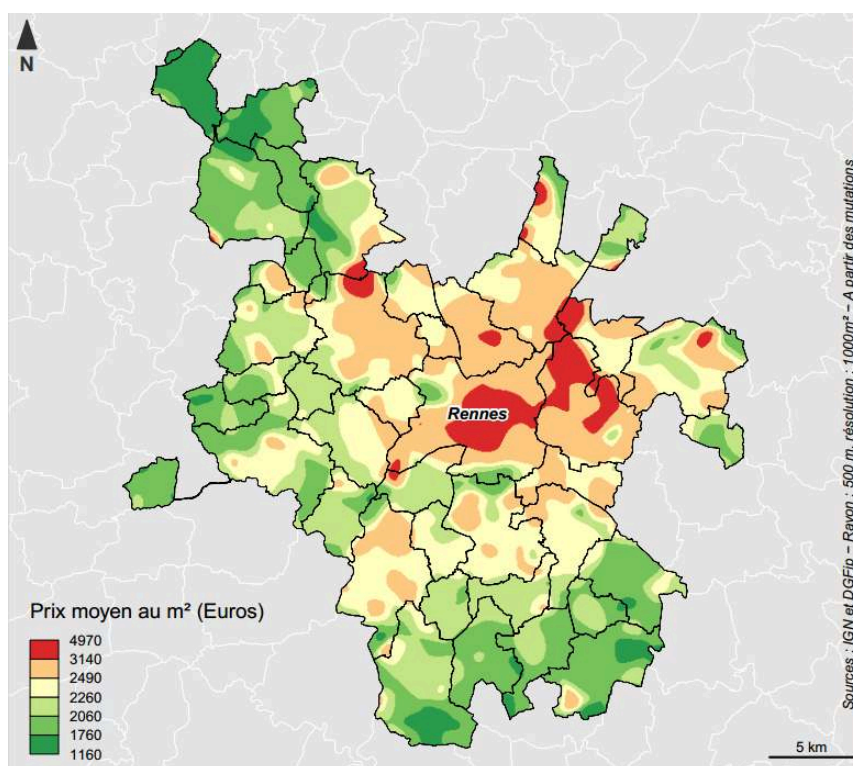 N
Rennes
Prix moyen au m² (Euros)
4970
3140
2490
2260
2060
1760
1160
5 km
Sources : IGN et DGFip − Rayon : 500 m, résolution : 1000m² − A partir des mutations